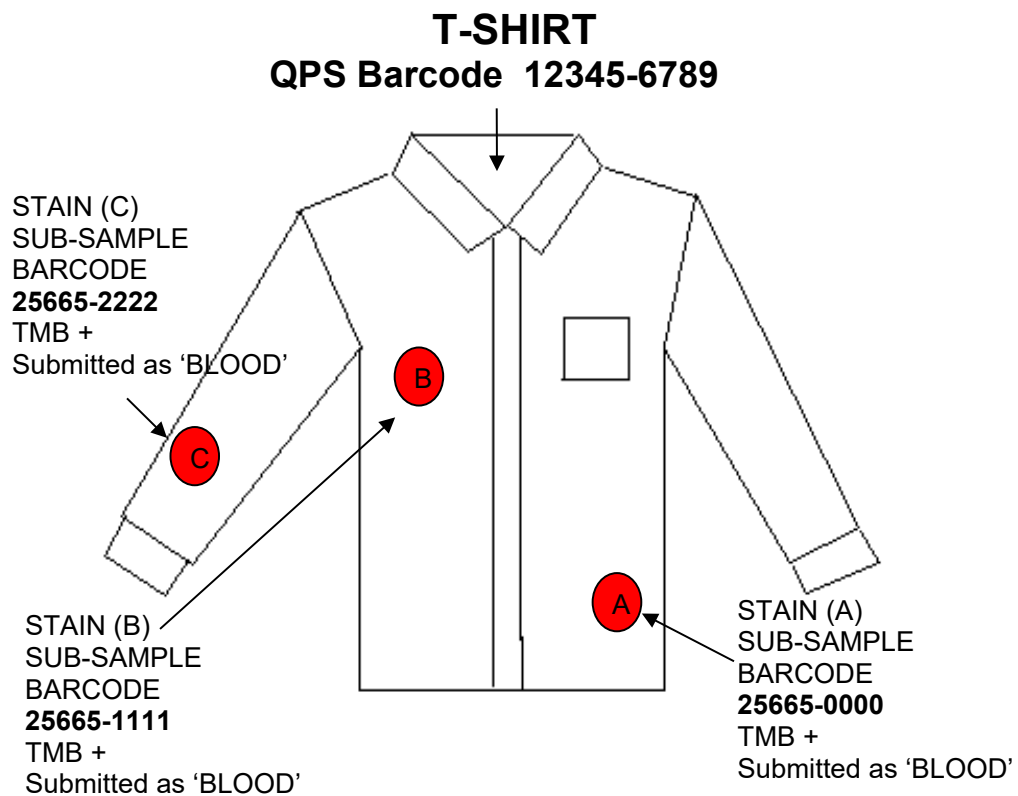 T-SHIRT
QPS Barcode 12345-6789
STAIN (C)
SUB-SAMPLE
BARCODE
25665-2222
TMB +
Submitted as ‘BLOOD’
B
C
A
STAIN (B)
SUB-SAMPLE
BARCODE
25665-1111
TMB +
Submitted as ‘BLOOD’
STAIN (A)
SUB-SAMPLE
BARCODE
25665-0000
TMB +
Submitted as ‘BLOOD’